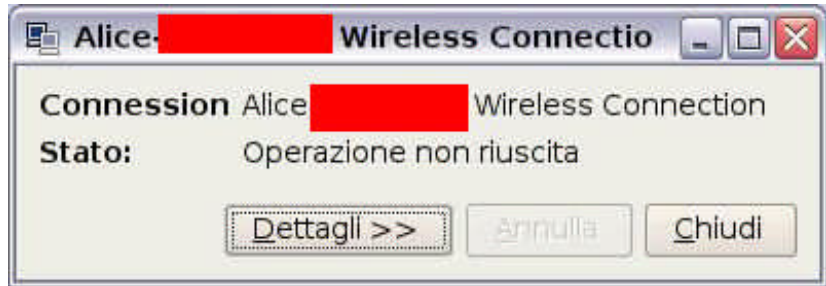 Alice- Wireless Connectio
Connession Alice Wireless Connection
Stato: Operazione non riuscita
Dettagli >> Annulla Chiudi